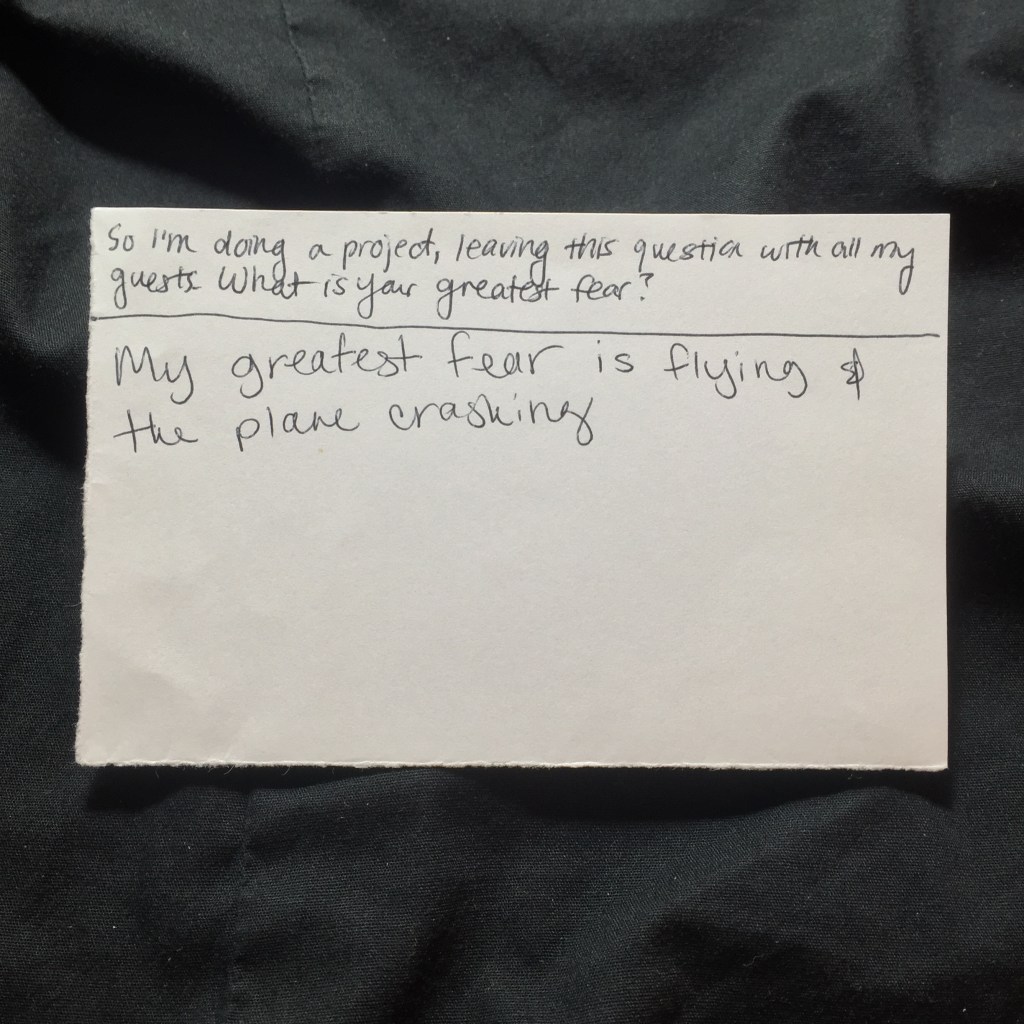 So I'm doing a project, leaving this question with all my
guests. What is your greatest fear?
My greatest fear is flying &
the plane crashing